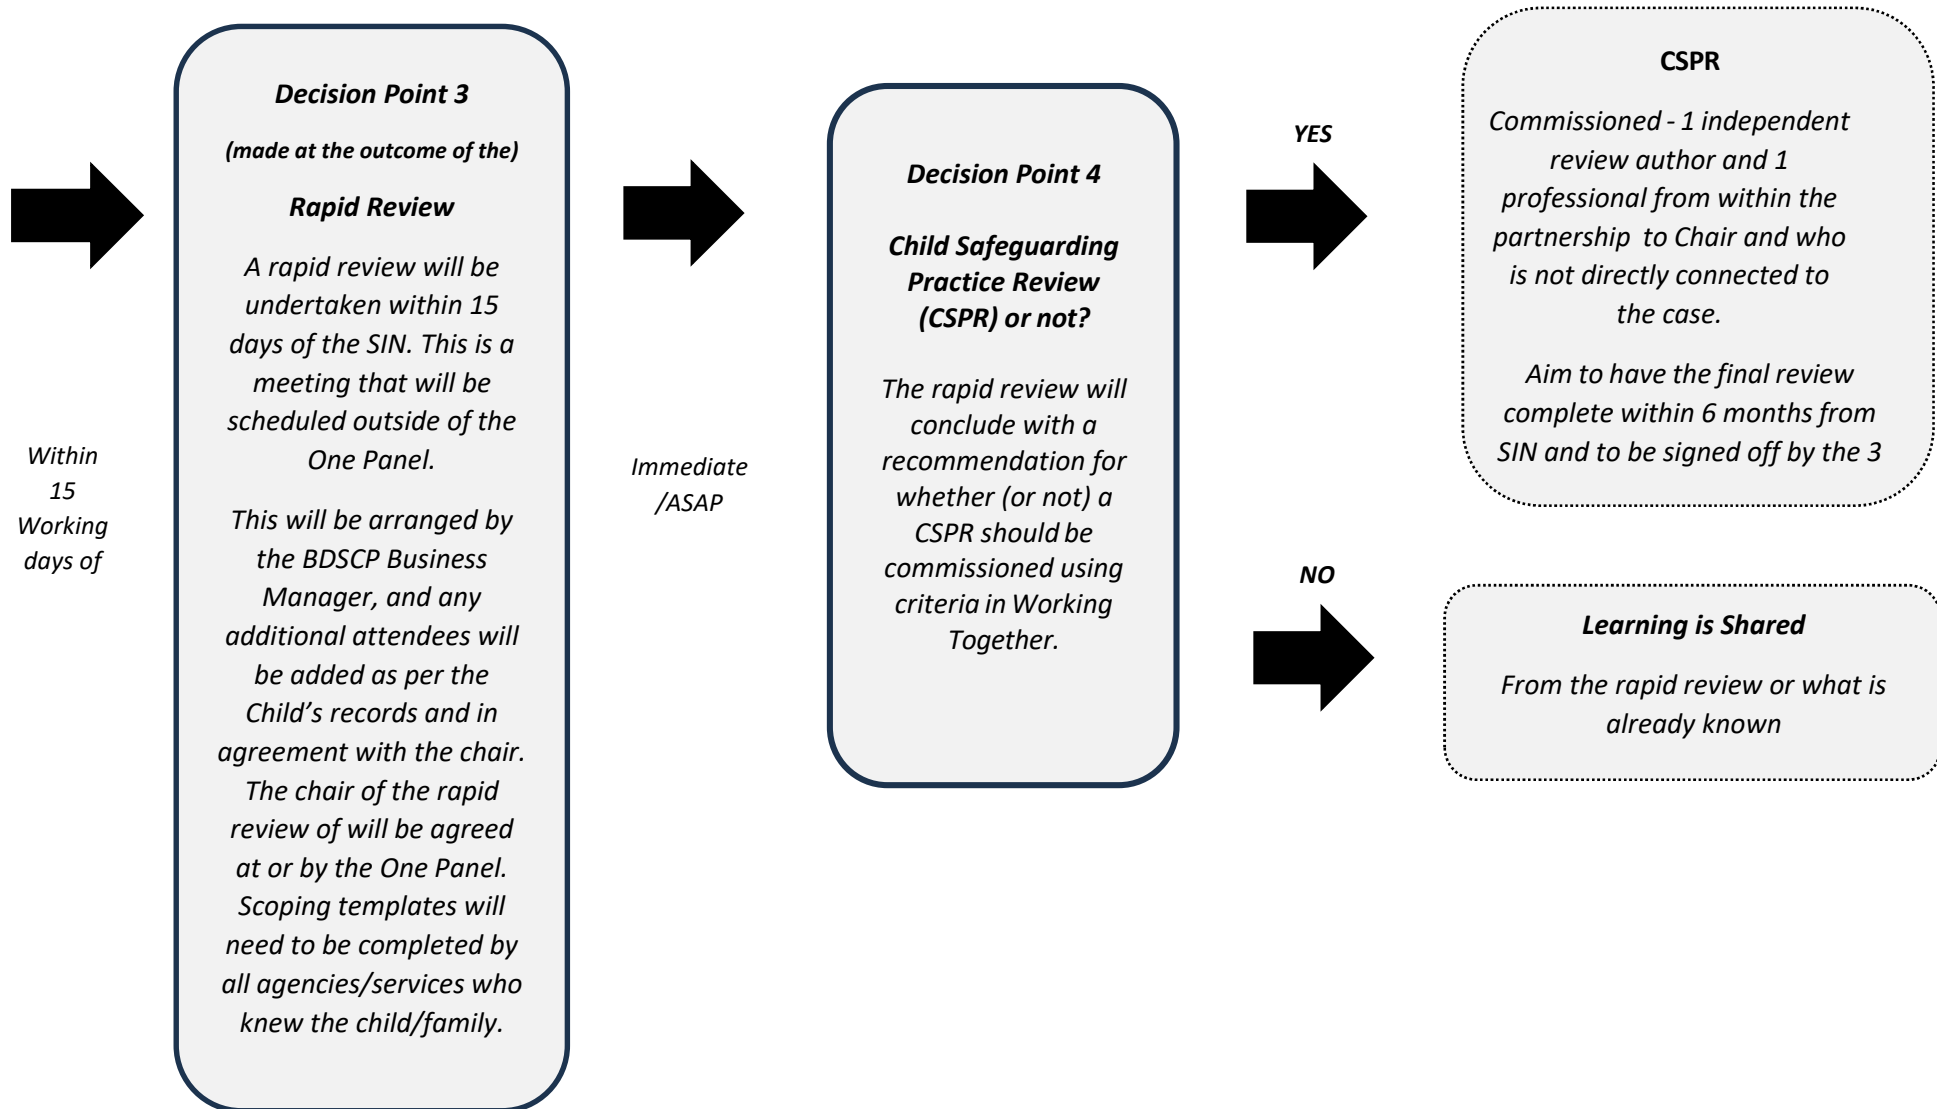 Within
15
Working
days of
Decision Point 3
(made at the outcome of the)
Rapid Review
A rapid review will be
undertaken within 15
days of the SIN. This is a
meeting that will be
scheduled outside of the
One Panel.
This will be arranged by
the BDSCP Business
Manager, and any
additional attendees will
be added as per the
Child’s records and in
agreement with the chair.
The chair of the rapid
review of will be agreed
at or by the One Panel.
Scoping templates will
need to be completed by
all agencies/services who
knew the child/family.
Immediate
/ASAP
Decision Point 4
Child Safeguarding
Practice Review
(CSPR) or not?
The rapid review will
conclude with a
recommendation for
whether (or not) a
CSPR should be
commissioned using
criteria in Working
Together.
YES
CSPR
Commissioned - 1 independent
review author and 1
professional from within the
partnership to Chair and who
is not directly connected to
the case.
Aim to have the final review
complete within 6 months from
SIN and to be signed off by the 3
NO
Learning is Shared
From the rapid review or what is
already known